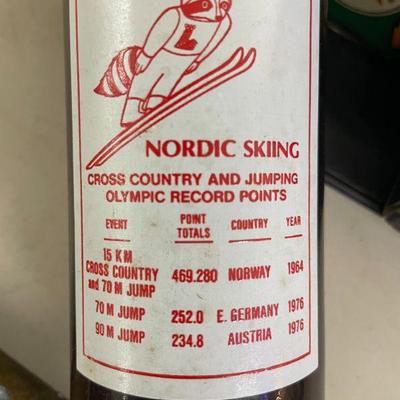 NORDIC SKIING
CROSS COUNTRY AND JUMPING
OLYMPIC RECORD POINTS
EVENT POINT TOTALS COUNTRY YEAR
15 KM
CROSS COUNTRY 469.280 NORWAY 1964
and 70 M JUMP
70 M JUMP 252.0 E. GERMANY 1976
90 M JUMP 234.8 AUSTRIA 1976